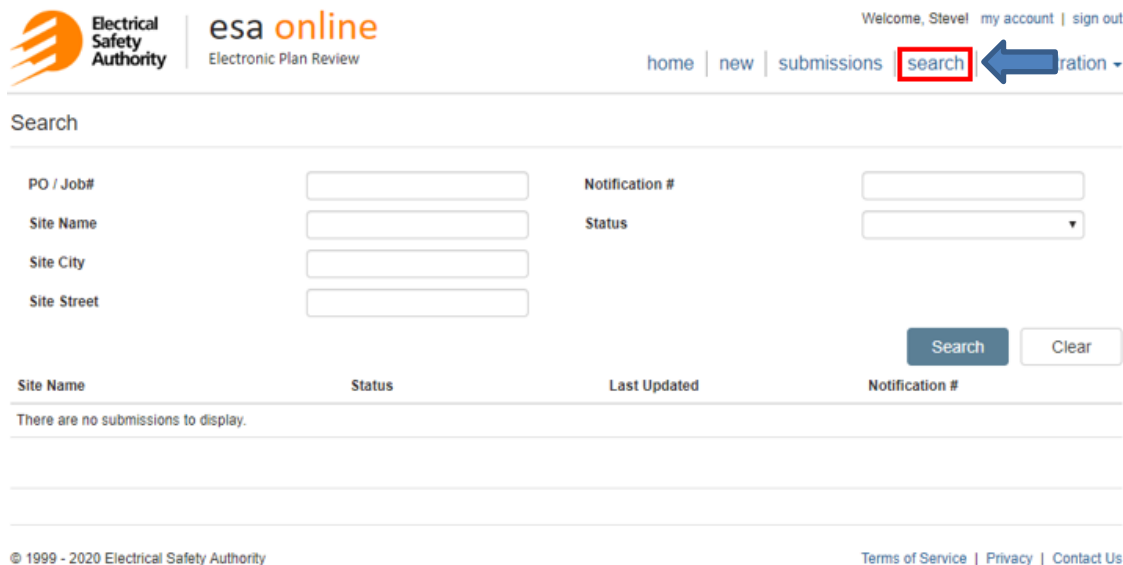 Electrical
Safety
Authority
esa online
Electronic Plan Review
Welcome, Steve! my account | sign out
home | new | submissions | search |
Search
PO / Job#
Notification #
Site Name
Status
Site City
Site Street
Search
Clear
Site Name Status Last Updated Notification #
There are no submissions to display.
© 1999 - 2020 Electrical Safety Authority
Terms of Service | Privacy | Contact Us